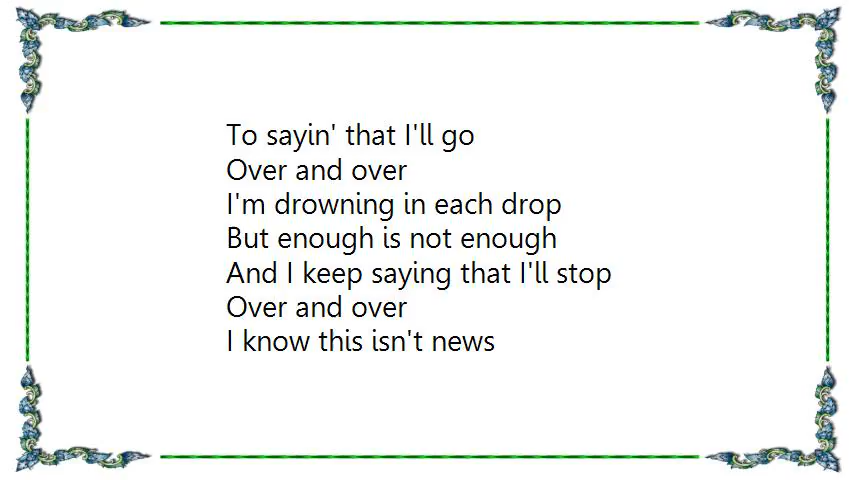 To sayin' that I'll go
Over and over
I'm drowning in each drop
But enough is not enough
And I keep saying that I'll stop
Over and over
I know this isn't news